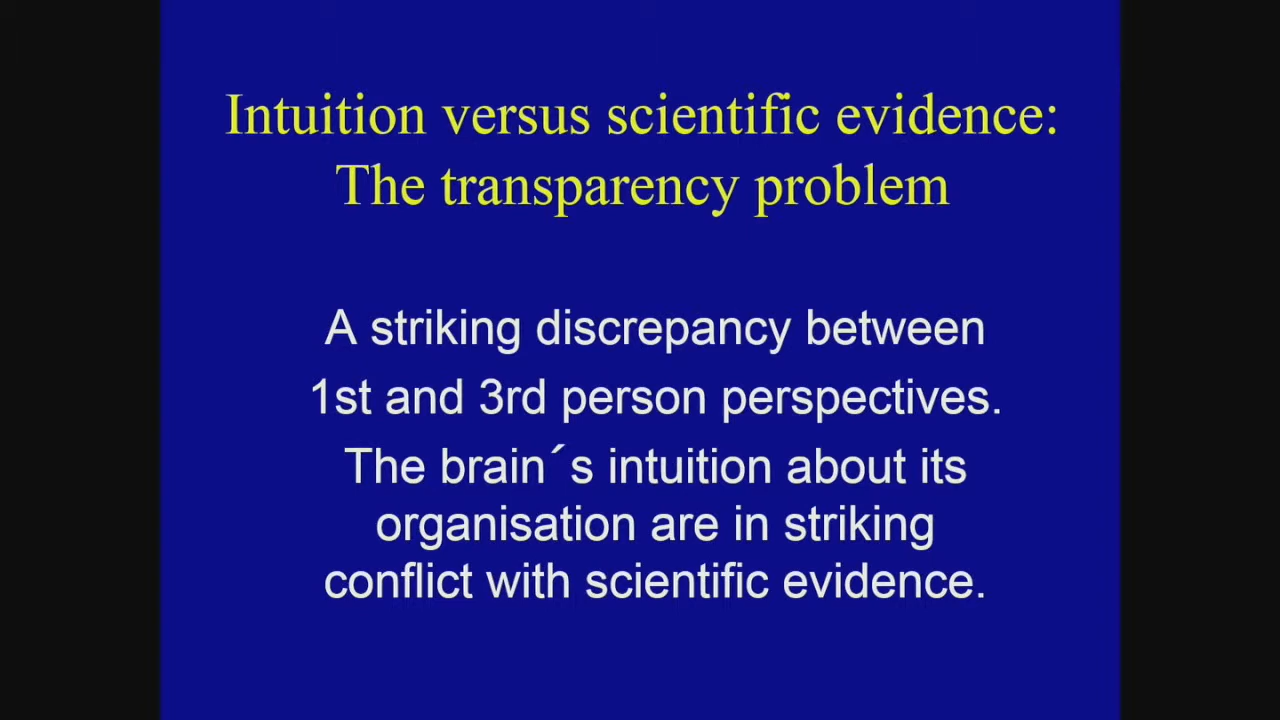 Intuition versus scientific evidence:
The transparency problem
A striking discrepancy between
1st and 3rd person perspectives.
The brain´s intuition about its
organisation are in striking
conflict with scientific evidence.